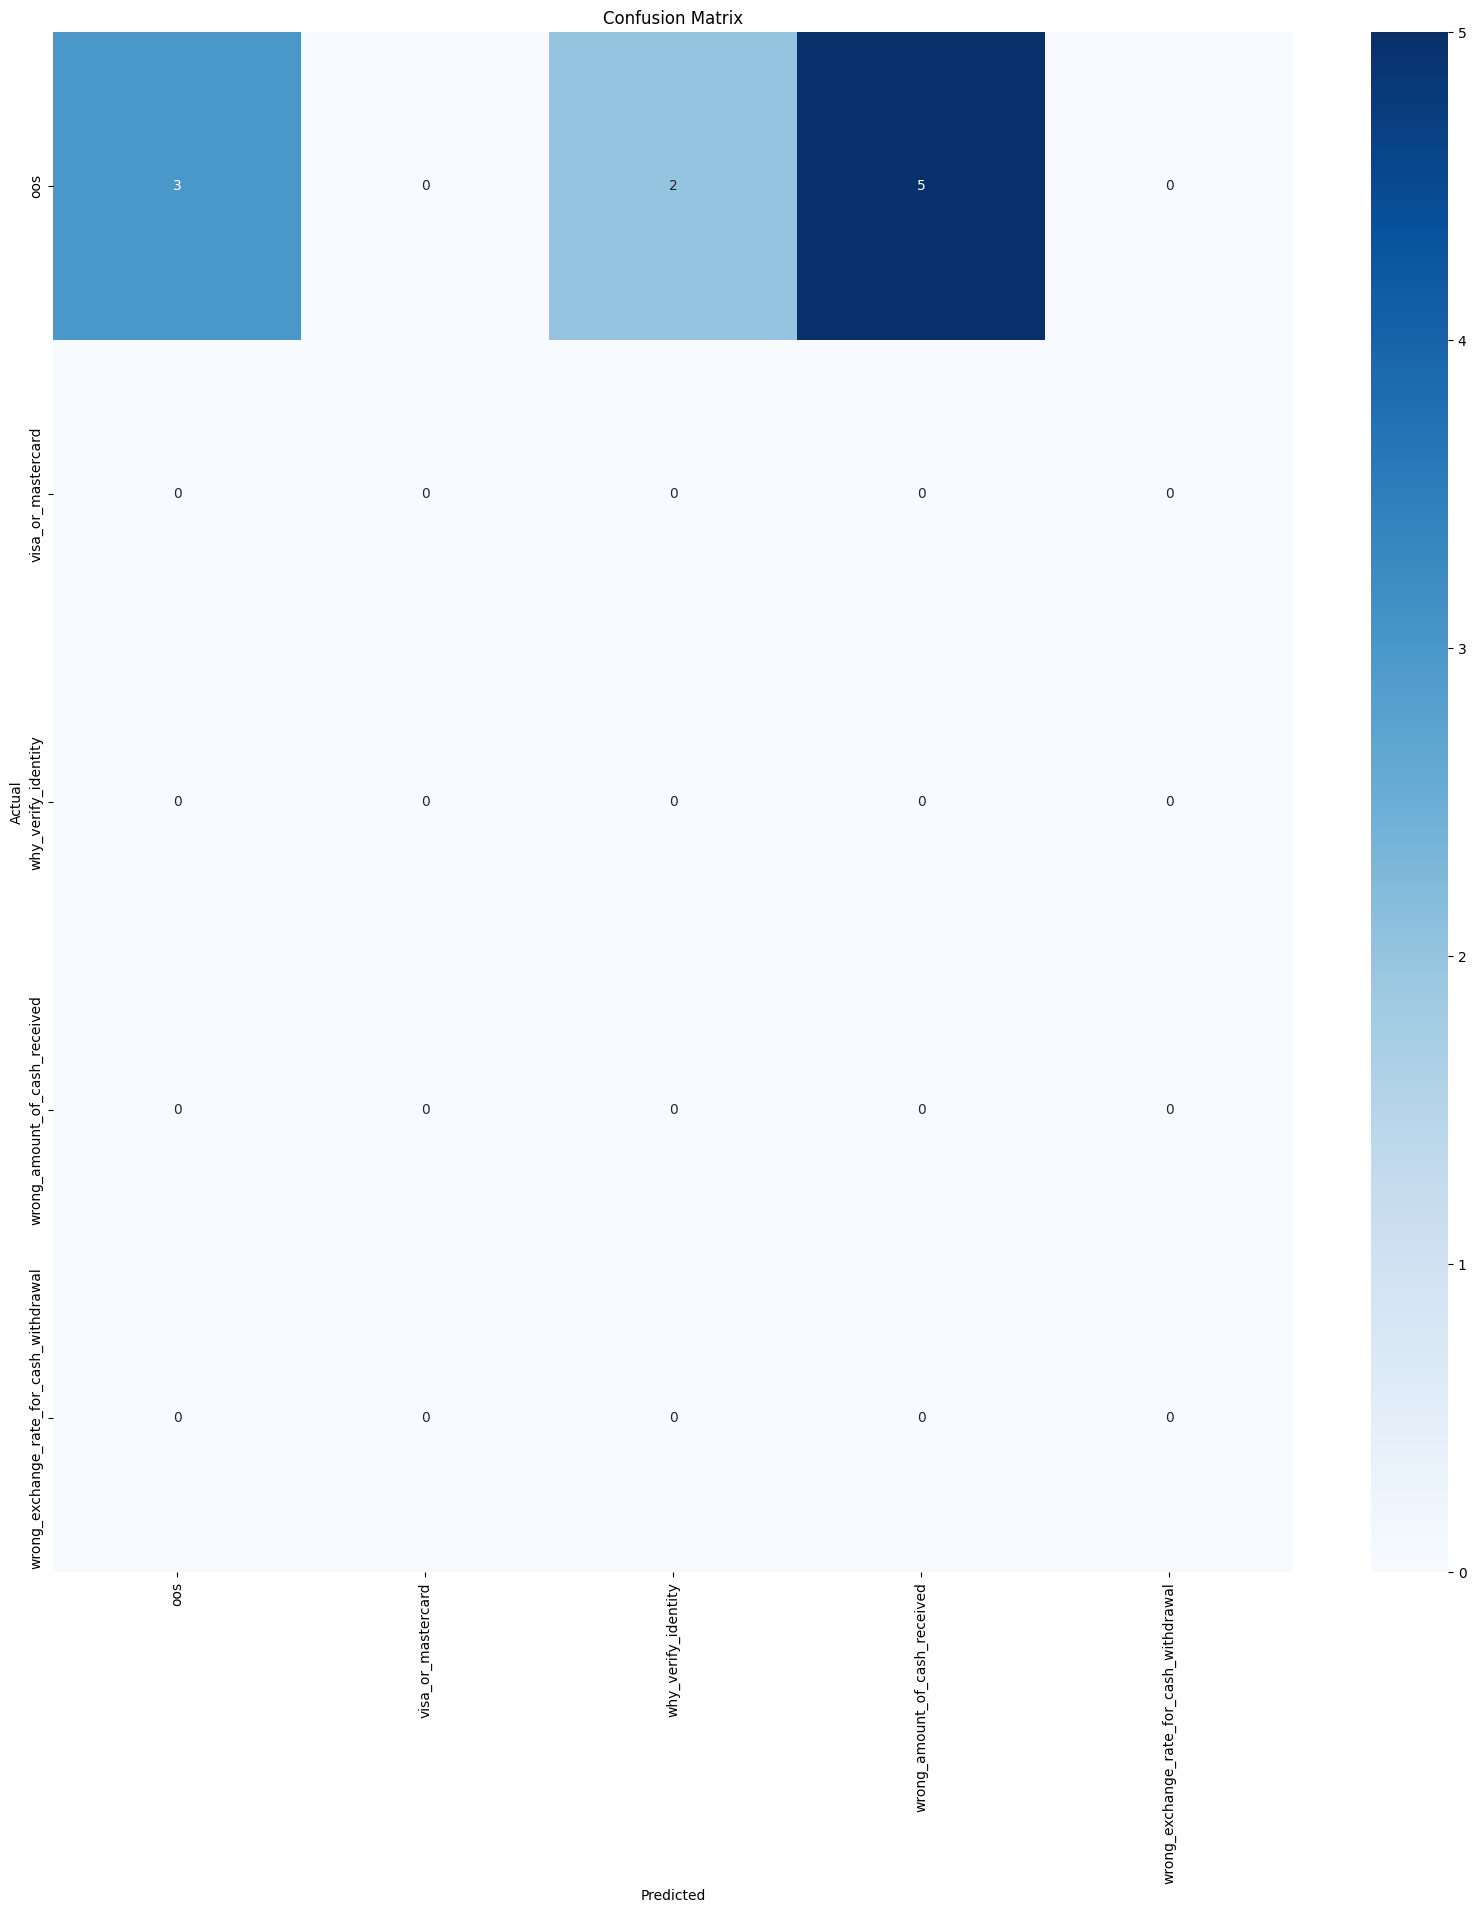 Confusion Matrix
Actual
oos
3 0 2 5 0
visa_or_mastercard
0 0 0 0 0
why_verify_identity
0 0 0 0 0
wrong_amount_of_cash_received
0 0 0 0 0
wrong_exchange_rate_for_cash_withdrawal
0 0 0 0 0
oos
visa_or_mastercard
why_verify_identity
wrong_amount_of_cash_received
wrong_exchange_rate_for_cash_withdrawal
Predicted
5
4
3
2
1
0